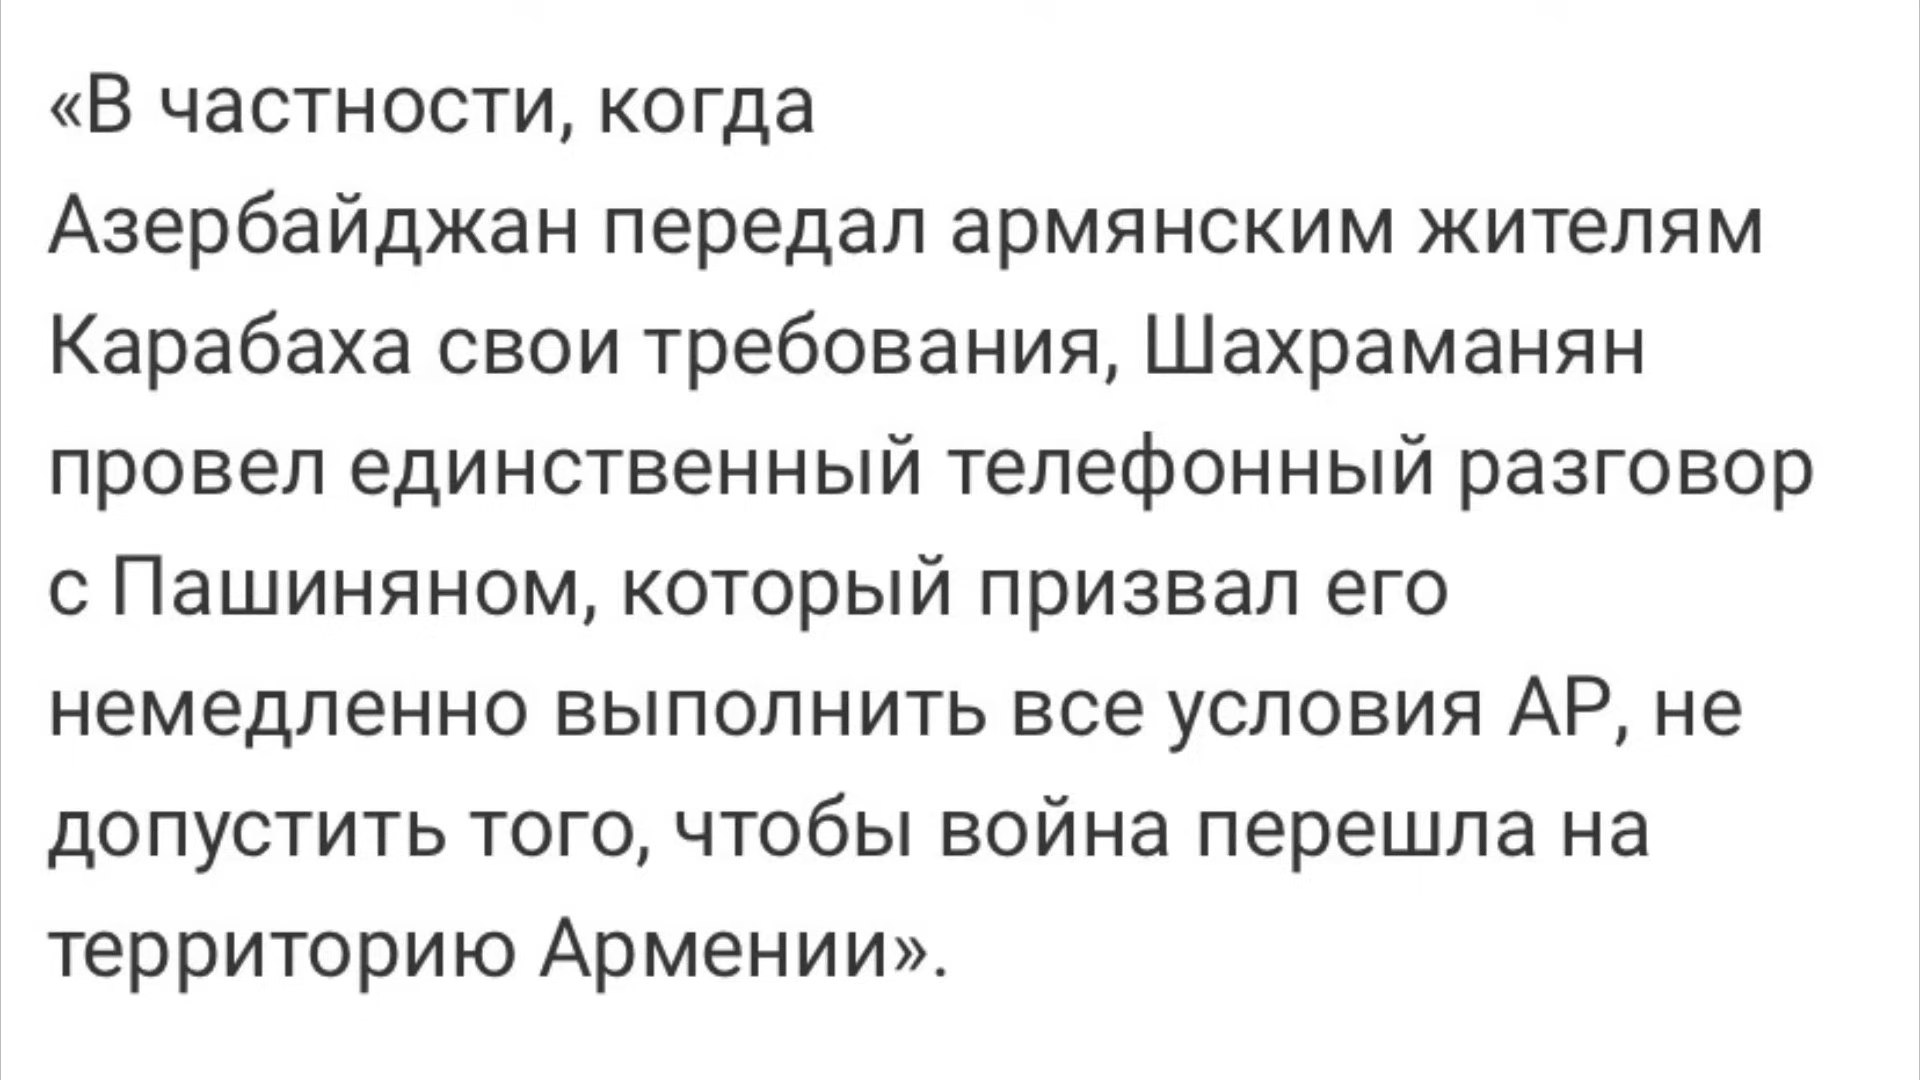 «В частности, когда
Азербайджан передал армянским жителям
Карабаха свои требования, Шахраманян
провел единственный телефонный разговор
с Пашиняном, который призвал его
немедленно выполнить все условия АР, не
допустить того, чтобы война перешла на
территорию Армении».